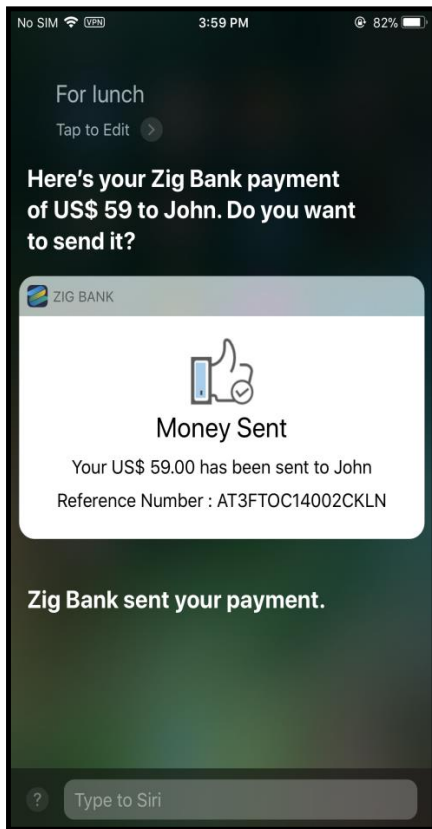 No SIM VPN 3:59 PM 82%
For lunch
Tap to Edit
Here's your Zig Bank payment
of US$ 59 to John. Do you want
to send it?
ZIG BANK
Money Sent
Your US$ 59.00 has been sent to John
Reference Number : AT3FTOC14002CKLN
Zig Bank sent your payment.
? Type to Siri